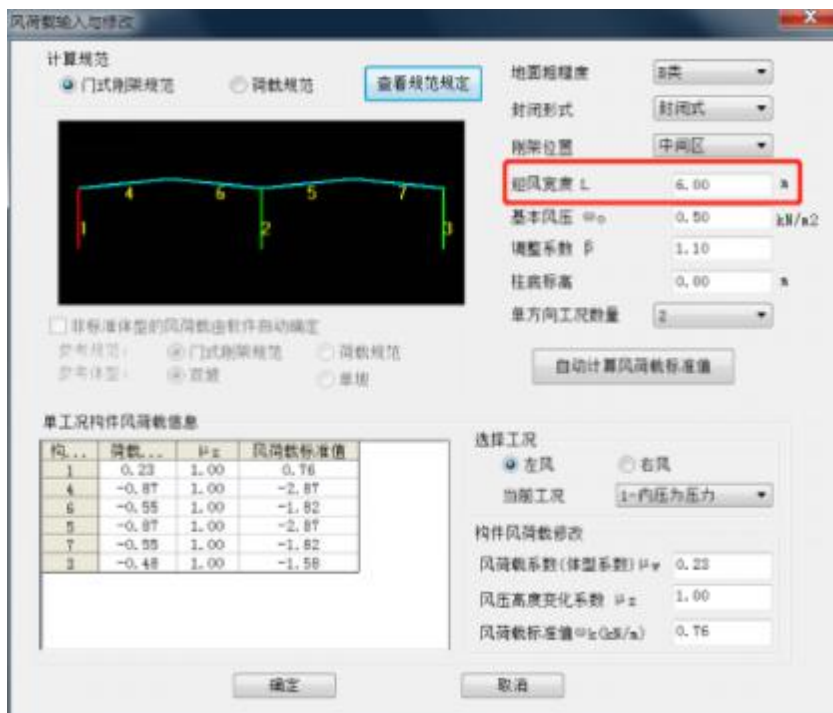 风荷载输入与修改
计算规范
门式刚架规范 荷载规范 查看规范规定
地面粗糙度 B类
封闭形式 封闭式
刚架位置 中间区
迎风宽度 L 6.00 m
基本风压 ω0 0.50 kN/m2
调整系数 β 1.10
柱底标高 0.00 m
单方向工况数量 2
4 6 5 7
1 2 3
非标准体型的风荷载由软件自动确定
参考规范: 门式刚架规范 荷载规范
参考体型: 双坡 单坡
自动计算风荷载标准值
单工况构件风荷载信息
构... 荷载... μz 风荷载标准值
1 0.23 1.00 0.76
4 -0.87 1.00 -2.87
6 -0.55 1.00 -1.82
5 -0.87 1.00 -2.87
7 -0.55 1.00 -1.82
3 -0.48 1.00 -1.58
选择工况
左风 右风
当前工况 1-内压为压力
构件风荷载修改
风荷载系数(体型系数)μw 0.23
风压高度变化系数 μz 1.00
风荷载标准值ωk(kN/m) 0.76
确定 取消